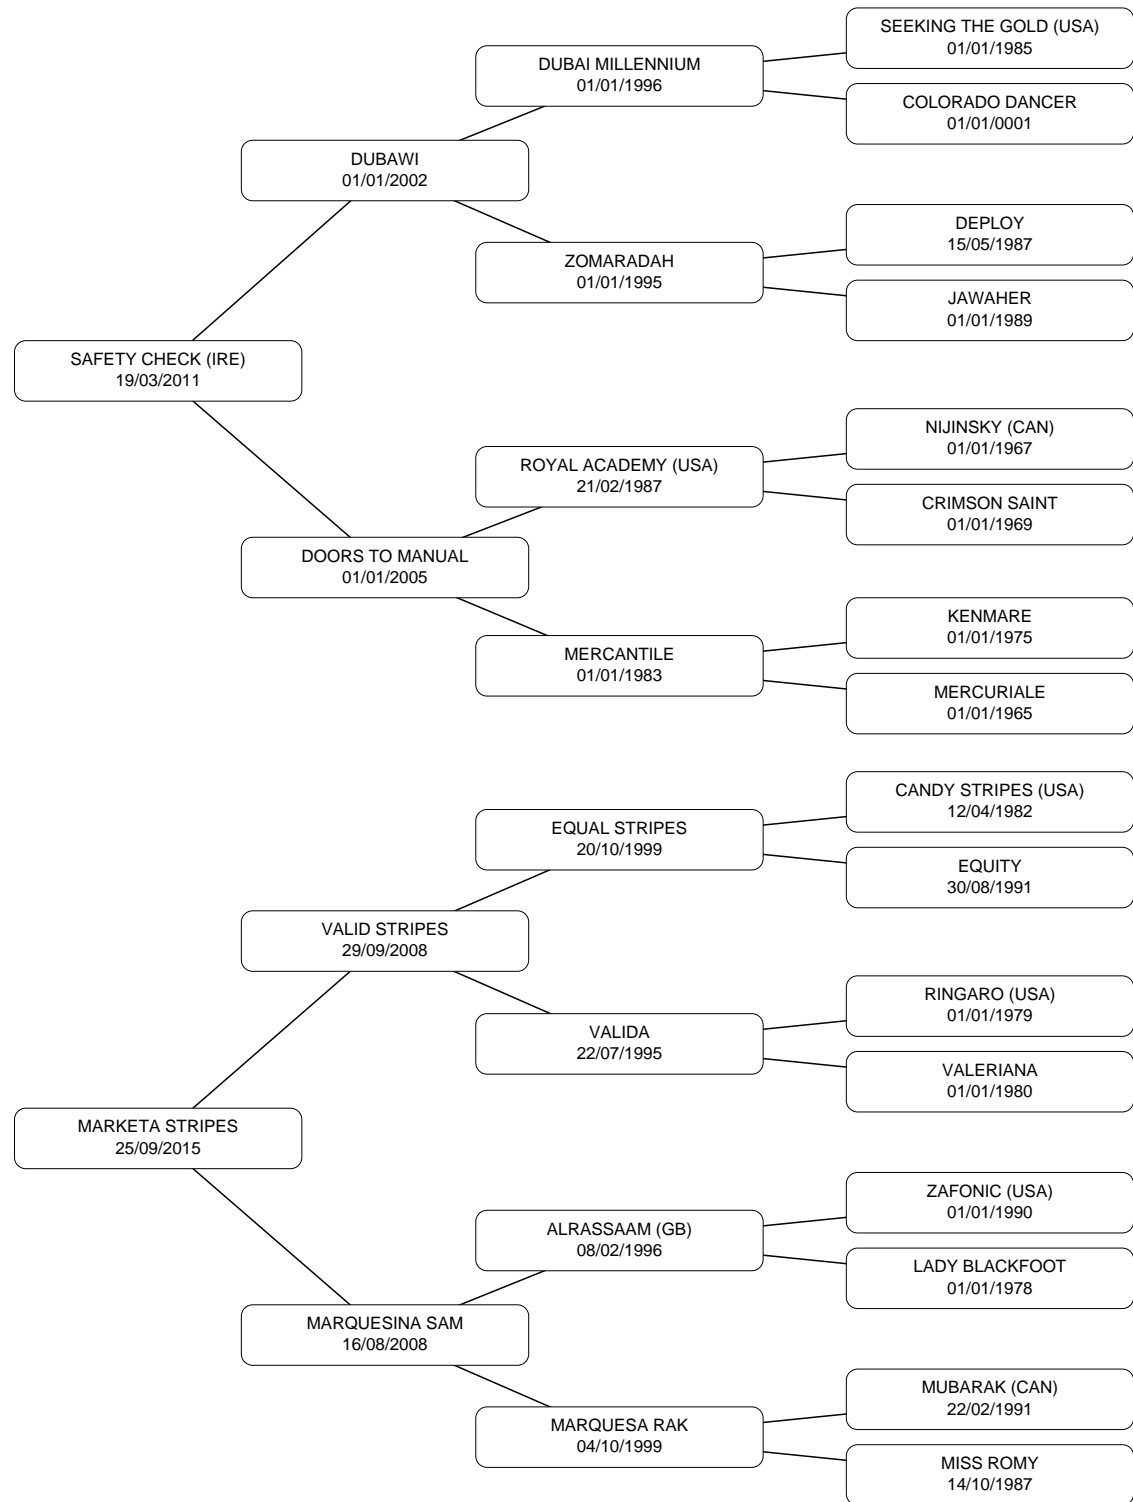 SEEKING THE GOLD (USA)
01/01/1985
DUBAI MILLENNIUM
01/01/1996
COLORADO DANCER
01/01/0001
DUBAWI
01/01/2002
DEPLOY
15/05/1987
ZOMARADAH
01/01/1995
JAWAHER
01/01/1989
SAFETY CHECK (IRE)
19/03/2011
NIJINSKY (CAN)
01/01/1967
ROYAL ACADEMY (USA)
21/02/1987
CRIMSON SAINT
01/01/1969
DOORS TO MANUAL
01/01/2005
KENMARE
01/01/1975
MERCANTILE
01/01/1983
MERCURIALE
01/01/1965
CANDY STRIPES (USA)
12/04/1982
EQUAL STRIPES
20/10/1999
EQUITY
30/08/1991
VALID STRIPES
29/09/2008
RINGARO (USA)
01/01/1979
VALIDA
22/07/1995
VALERIANA
01/01/1980
MARKETA STRIPES
25/09/2015
ZAFONIC (USA)
01/01/1990
ALRASSAAM (GB)
08/02/1996
LADY BLACKFOOT
01/01/1978
MARQUESINA SAM
16/08/2008
MUBARAK (CAN)
22/02/1991
MARQUESA RAK
04/10/1999
MISS ROMY
14/10/1987